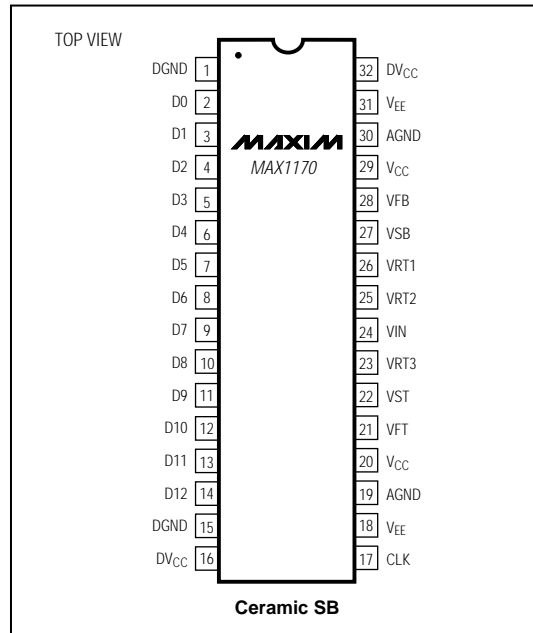 TOP VIEW
DGND 1 32 DVCC
D0 2 31 VEE
D1 3 30 AGND
MAXIM
D2 4 29 VCC
MAX1170
D3 5 28 VFB
D4 6 27 VSB
D5 7 26 VRT1
D6 8 25 VRT2
D7 9 24 VIN
D8 10 23 VRT3
D9 11 22 VST
D10 12 21 VFT
D11 13 20 VCC
D12 14 19 AGND
DGND 15 18 VEE
DVCC 16 17 CLK
Ceramic SB